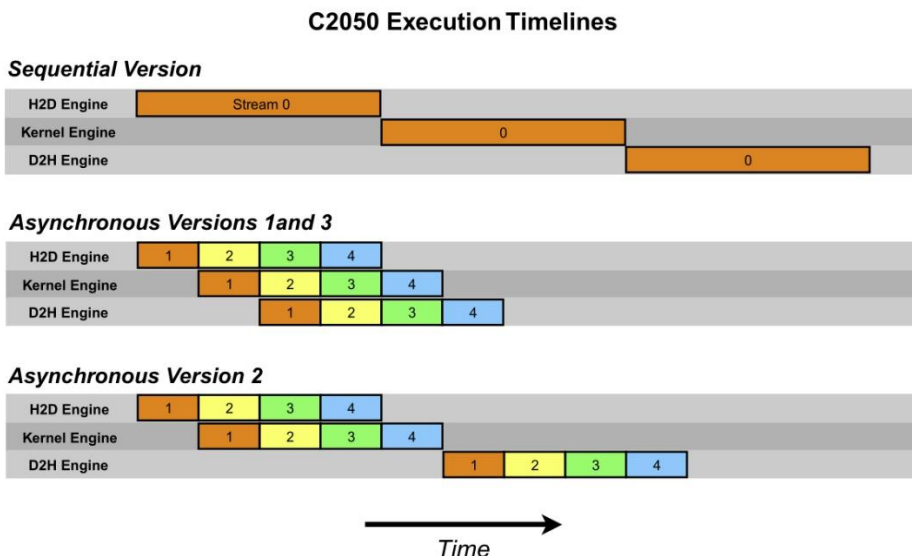 C2050 Execution Timelines
Sequential Version
H2D Engine Stream 0
Kernel Engine 0
D2H Engine 0
Asynchronous Versions 1and 3
H2D Engine 1 2 3 4
Kernel Engine 1 2 3 4
D2H Engine 1 2 3 4
Asynchronous Version 2
H2D Engine 1 2 3 4
Kernel Engine 1 2 3 4
D2H Engine 1 2 3 4
Time